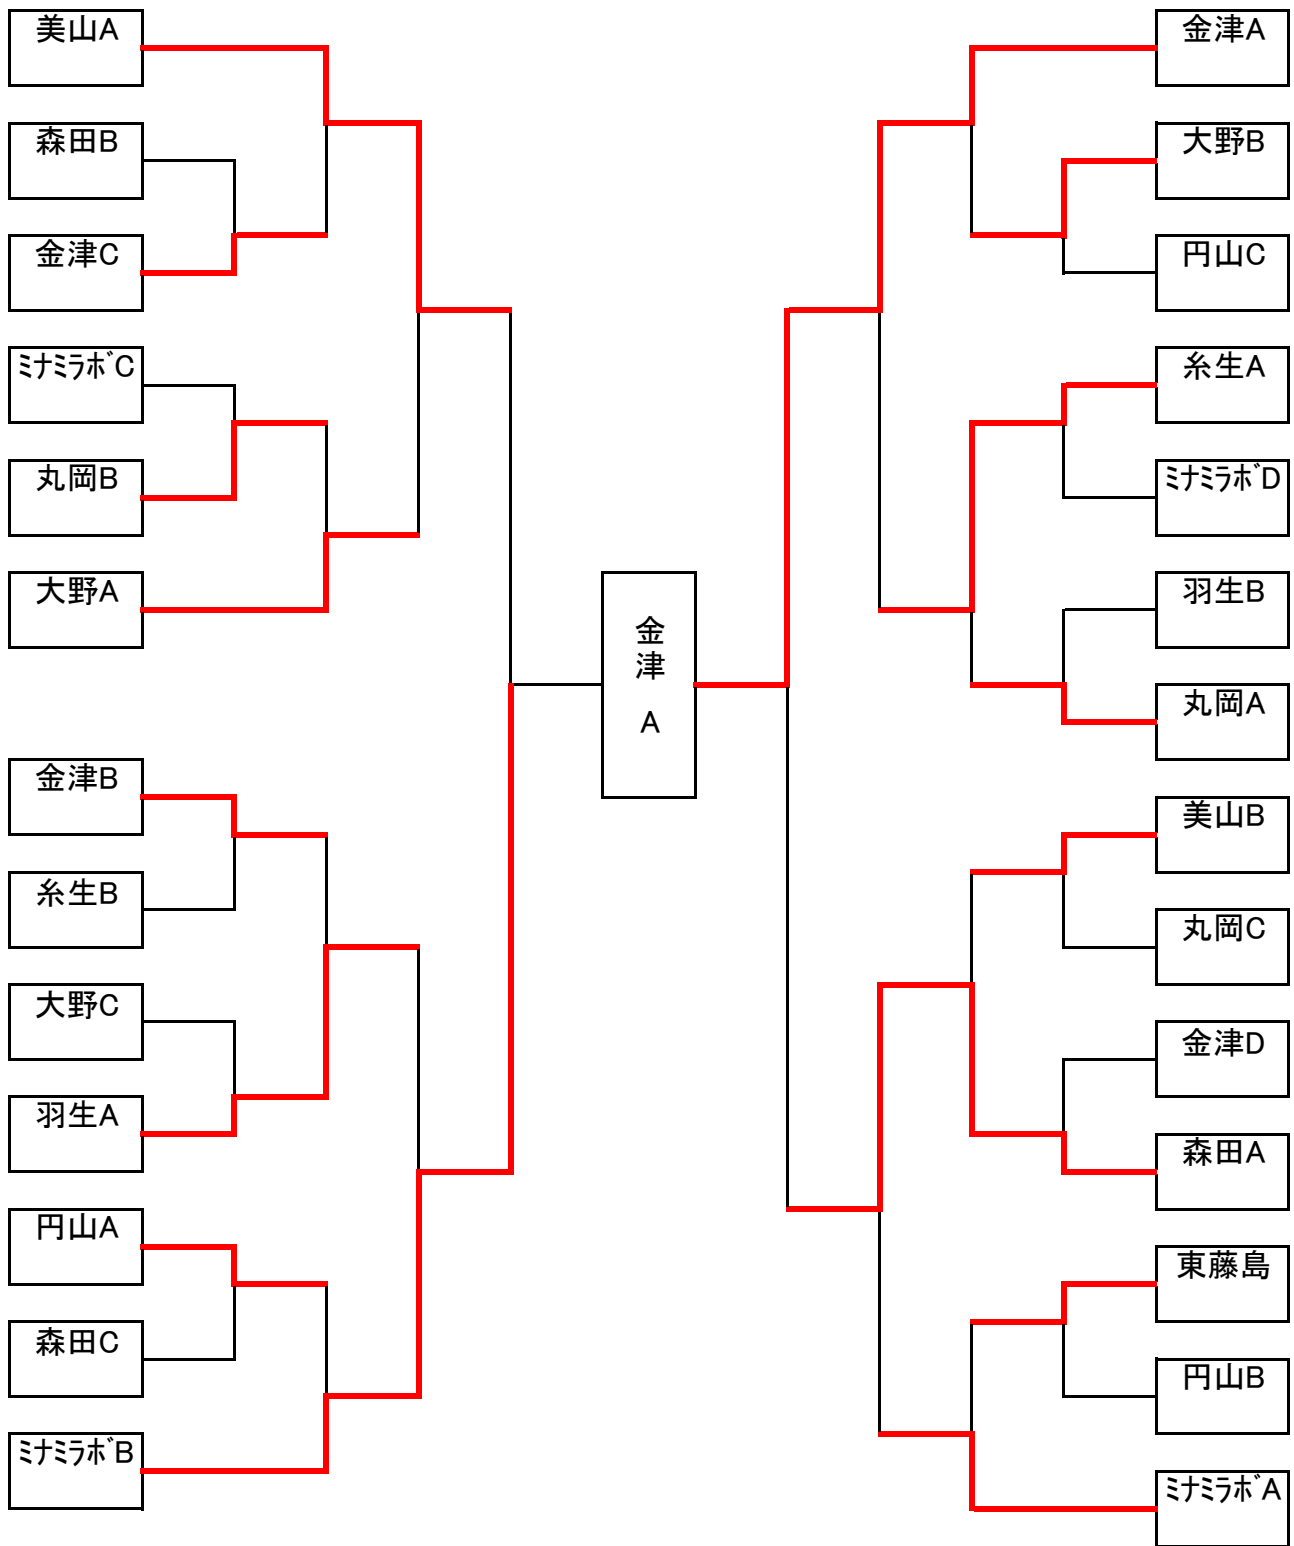 美山A
森田B
金津C
ﾐﾅﾐﾗﾎﾞC
丸岡B
大野A
金津B
糸生B
大野C
羽生A
円山A
森田C
ﾐﾅﾐﾗﾎﾞB
金
津
A
金津A
大野B
円山C
糸生A
ﾐﾅﾐﾗﾎﾞD
羽生B
丸岡A
美山B
丸岡C
金津D
森田A
東藤島
円山B
ﾐﾅﾐﾗﾎﾞA